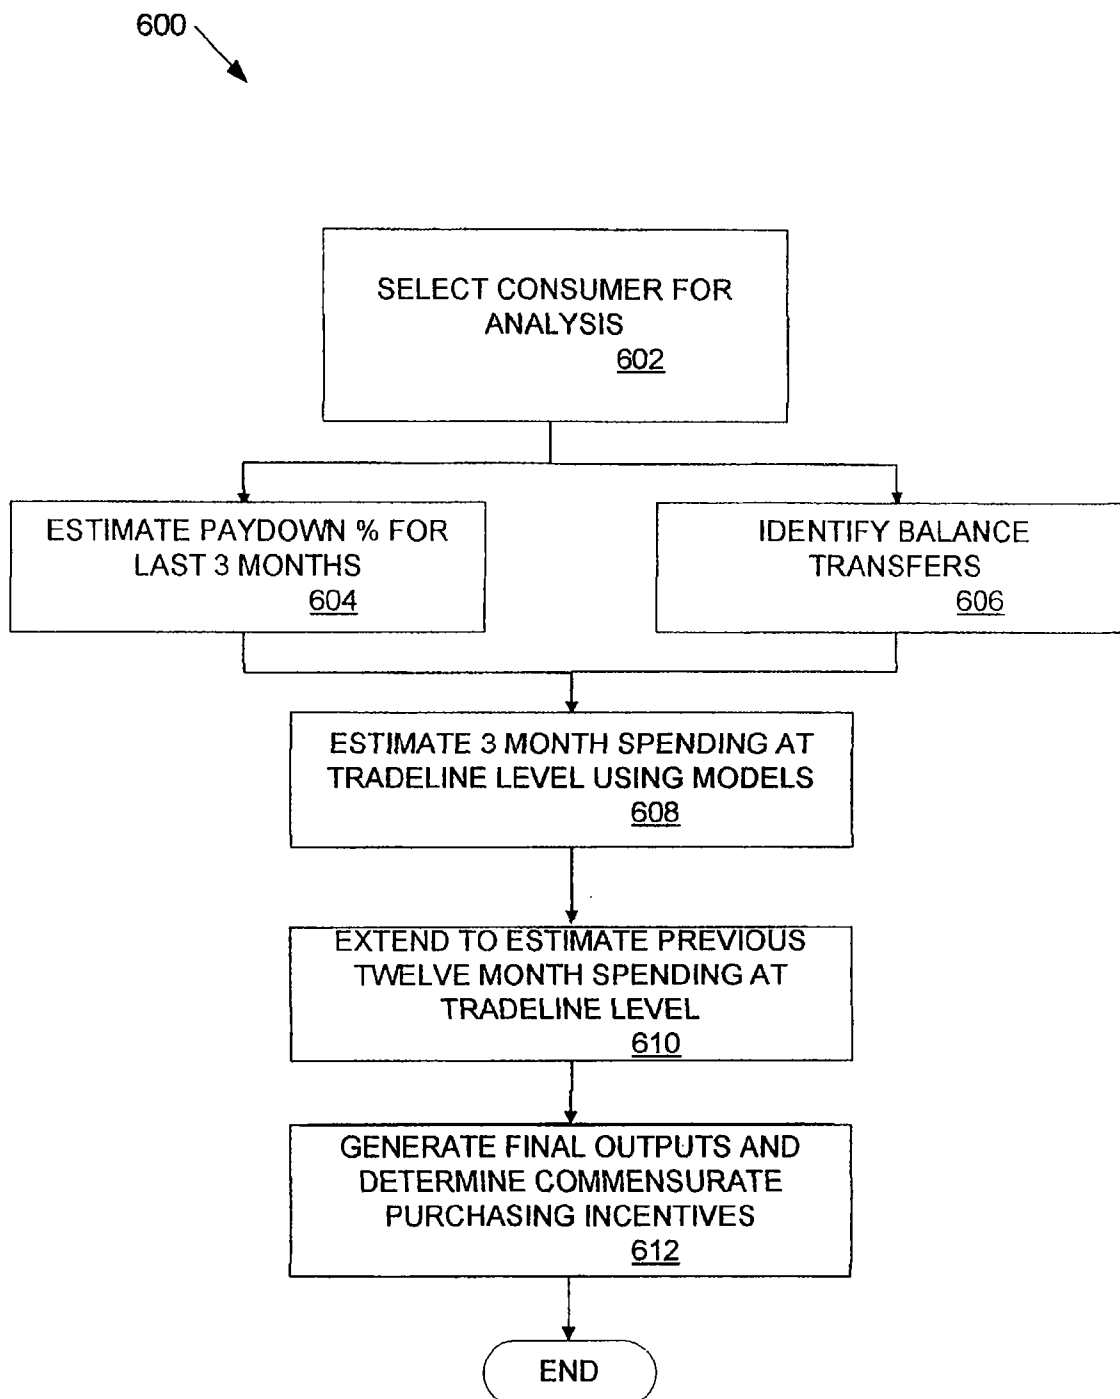 600
SELECT CONSUMER FOR
ANALYSIS
602
ESTIMATE PAYDOWN % FOR
LAST 3 MONTHS
604
IDENTIFY BALANCE
TRANSFERS
606
ESTIMATE 3 MONTH SPENDING AT
TRADELINE LEVEL USING MODELS
608
EXTEND TO ESTIMATE PREVIOUS
TWELVE MONTH SPENDING AT
TRADELINE LEVEL
610
GENERATE FINAL OUTPUTS AND
DETERMINE COMMENSURATE
PURCHASING INCENTIVES
612
END